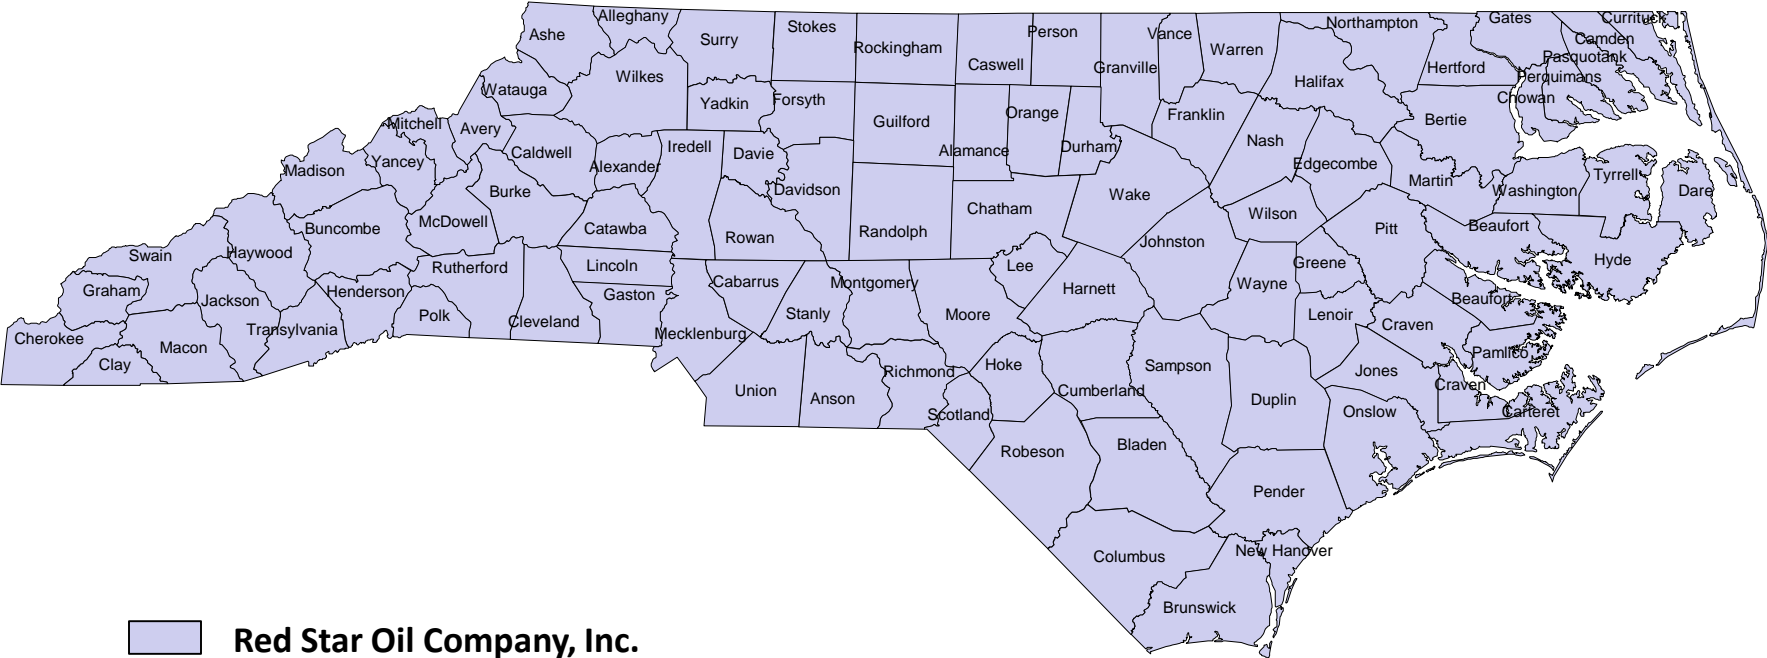 Alleghany
Ashe
Surry
Stokes
Rockingham
Caswell
Person
Granville
Vance
Warren
Northampton
Gates
Currituck
Camden
Pasquotank
Perquimans
Chowan
Hertford
Halifax
Wilkes
Watauga
Yadkin
Forsyth
Guilford
Alamance
Orange
Durham
Franklin
Nash
Edgecombe
Bertie
Mitchell
Avery
Caldwell
Alexander
Iredell
Davie
Davidson
Madison
Yancey
Burke
McDowell
Buncombe
Catawba
Rowan
Randolph
Chatham
Wake
Johnston
Wilson
Pitt
Martin
Washington
Tyrrell
Dare
Beaufort
Hyde
Swain
Haywood
Graham
Jackson
Henderson
Rutherford
Polk
Lincoln
Gaston
Cleveland
Cabarrus
Montgomery
Stanly
Moore
Lee
Harnett
Wayne
Greene
Lenoir
Craven
Beaufort
Pamlico
Cherokee
Clay
Macon
Transylvania
Mecklenburg
Union
Anson
Richmond
Scotland
Hoke
Cumberland
Sampson
Duplin
Jones
Craven
Carteret
Onslow
Robeson
Bladen
Pender
Columbus
New Hanover
Brunswick
Red Star Oil Company, Inc.